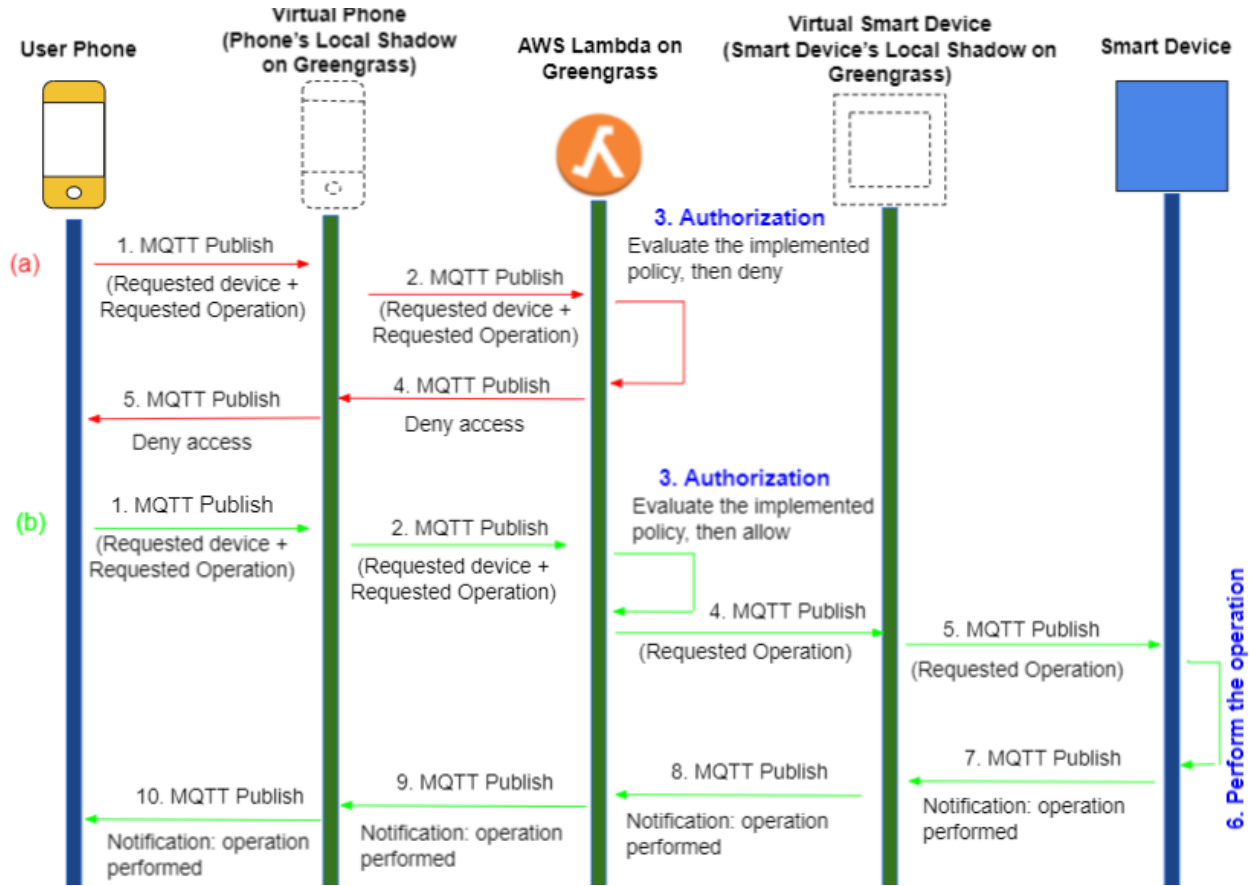 User Phone
Virtual Phone
(Phone's Local Shadow
on Greengrass)
AWS Lambda on
Greengrass
Virtual Smart Device
(Smart Device's Local Shadow on
Greengrass)
Smart Device
(a)
1. MQTT Publish
(Requested device +
Requested Operation)
2. MQTT Publish
(Requested device +
Requested Operation)
3. Authorization
Evaluate the implemented
policy, then deny
4. MQTT Publish
Deny access
5. MQTT Publish
Deny access
(b)
1. MQTT Publish
(Requested device +
Requested Operation)
2. MQTT Publish
(Requested device +
Requested Operation)
3. Authorization
Evaluate the implemented
policy, then allow
4. MQTT Publish
(Requested Operation)
5. MQTT Publish
(Requested Operation)
6. Perform the operation
7. MQTT Publish
Notification: operation
performed
8. MQTT Publish
Notification: operation
performed
9. MQTT Publish
Notification: operation
performed
10. MQTT Publish
Notification: operation
performed